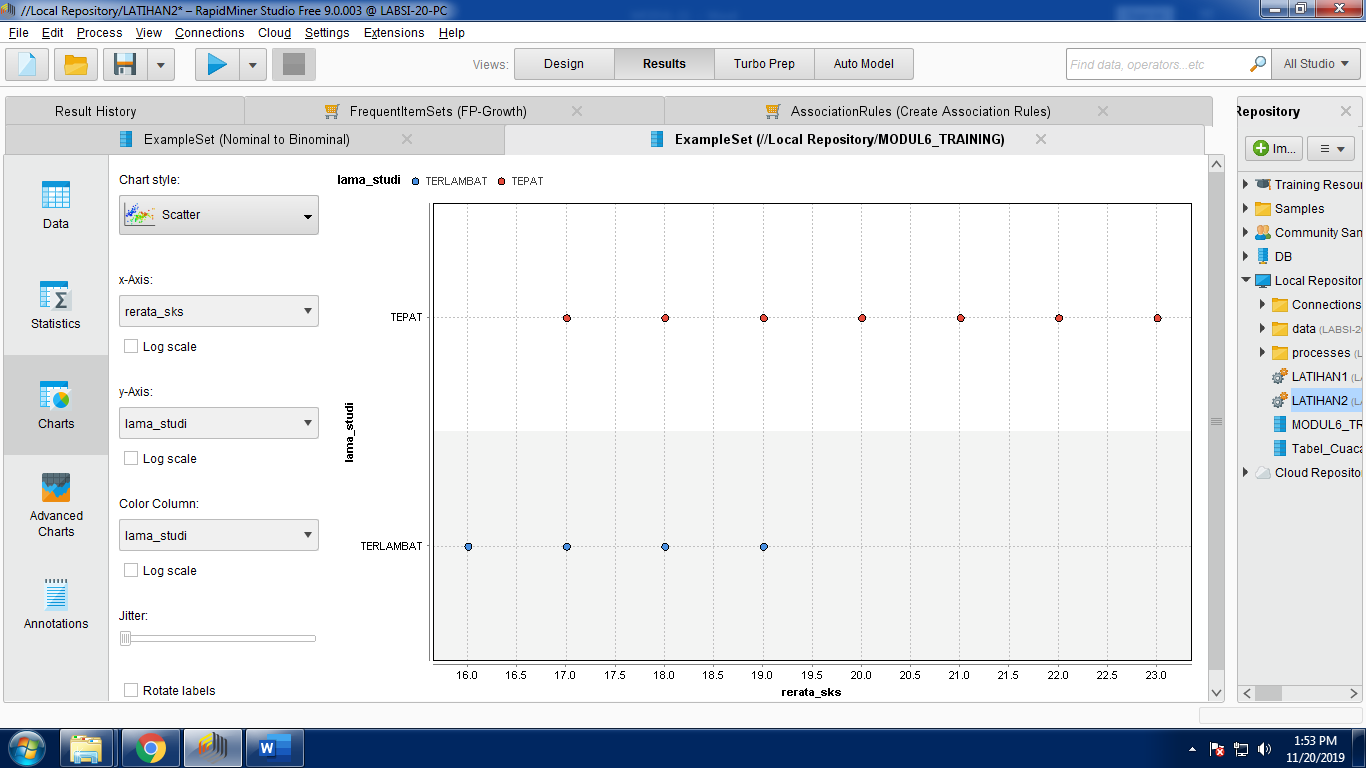 //Local Repository/LATIHAN2* – RapidMiner Studio Free 9.0.003 @ LABSI-20-PC
File Edit Process View Connections Cloud Settings Extensions Help
Views: Design Results Turbo Prep Auto Model Find data, operators...etc All Studio
Result History FrequentItemSets (FP-Growth) AssociationRules (Create Association Rules)
ExampleSet (Nominal to Binominal) ExampleSet (//Local Repository/MODUL6_TRAINING)
Data
Statistics
Charts
Advanced
Charts
Annotations
Chart style:
Scatter
x-Axis:
rerata_sks
Log scale
y-Axis:
lama_studi
Log scale
Color Column:
lama_studi
Log scale
Jitter:
Rotate labels
lama_studi TERLAMBAT TEPAT
TEPAT
lama_studi
TERLAMBAT
16.0 16.5 17.0 17.5 18.0 18.5 19.0 19.5 20.0 20.5 21.0 21.5 22.0 22.5 23.0
rerata_sks
Repository
Im...
Training Resou
Samples
Community Sam
DB
Local Repositor
Connections
data (LABSI-2
processes (L
LATIHAN1 (LA
LATIHAN2 (LA
MODUL6_TR
Tabel_Cuaca
Cloud Reposito
1:53 PM
11/20/2019